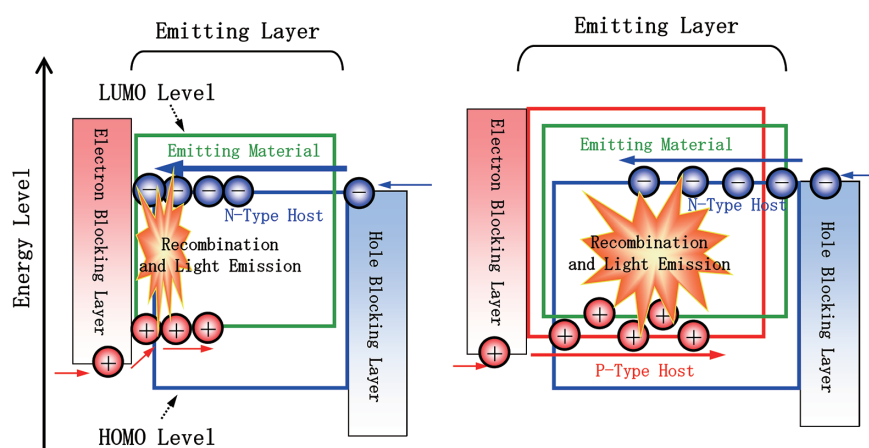 Emitting Layer
LUMO Level
Electron Blocking Layer
Emitting Material
−
−
−
−
−
N-Type Host
Recombination
and Light Emission
Hole Blocking Layer
Energy Level
+
+
+
+
HOMO Level
Emitting Layer
Electron Blocking Layer
Emitting Material
−
−
−
−
−
N-Type Host
Recombination
and Light Emission
Hole Blocking Layer
+
+
+
+
+
P-Type Host